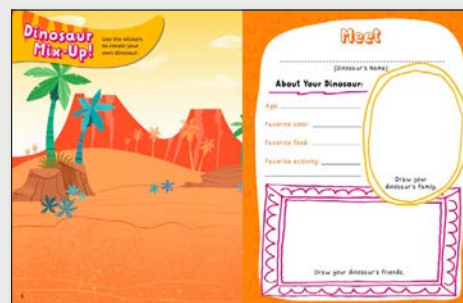 Dinosaur
Mix-Up!
Use the stickers
to create your
own dinosaur.
Meet
(Dinosaur's Name)
About Your Dinosaur:
Age:
Favorite color:
Favorite food:
Favorite activity:
Draw your
dinosaur's family.
Draw your dinosaur's friends.